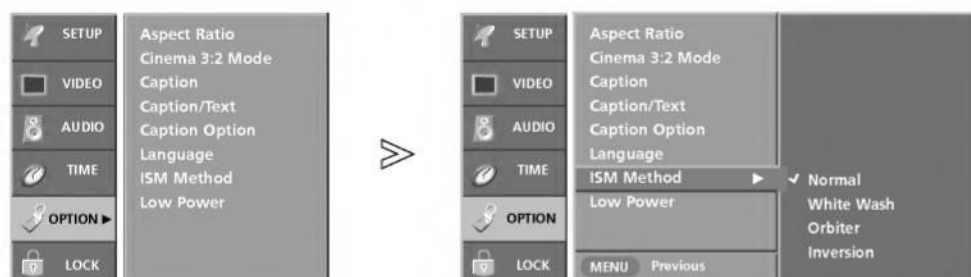 SETUP
VIDEO
AUDIO
TIME
OPTION
LOCK
Aspect Ratio
Cinema 3:2 Mode
Caption
Caption/Text
Caption Option
Language
ISM Method
Low Power
SETUP
VIDEO
AUDIO
TIME
OPTION
LOCK
Aspect Ratio
Cinema 3:2 Mode
Caption
Caption/Text
Caption Option
Language
ISM Method
Low Power
MENU Previous
Normal
White Wash
Orbiter
Inversion